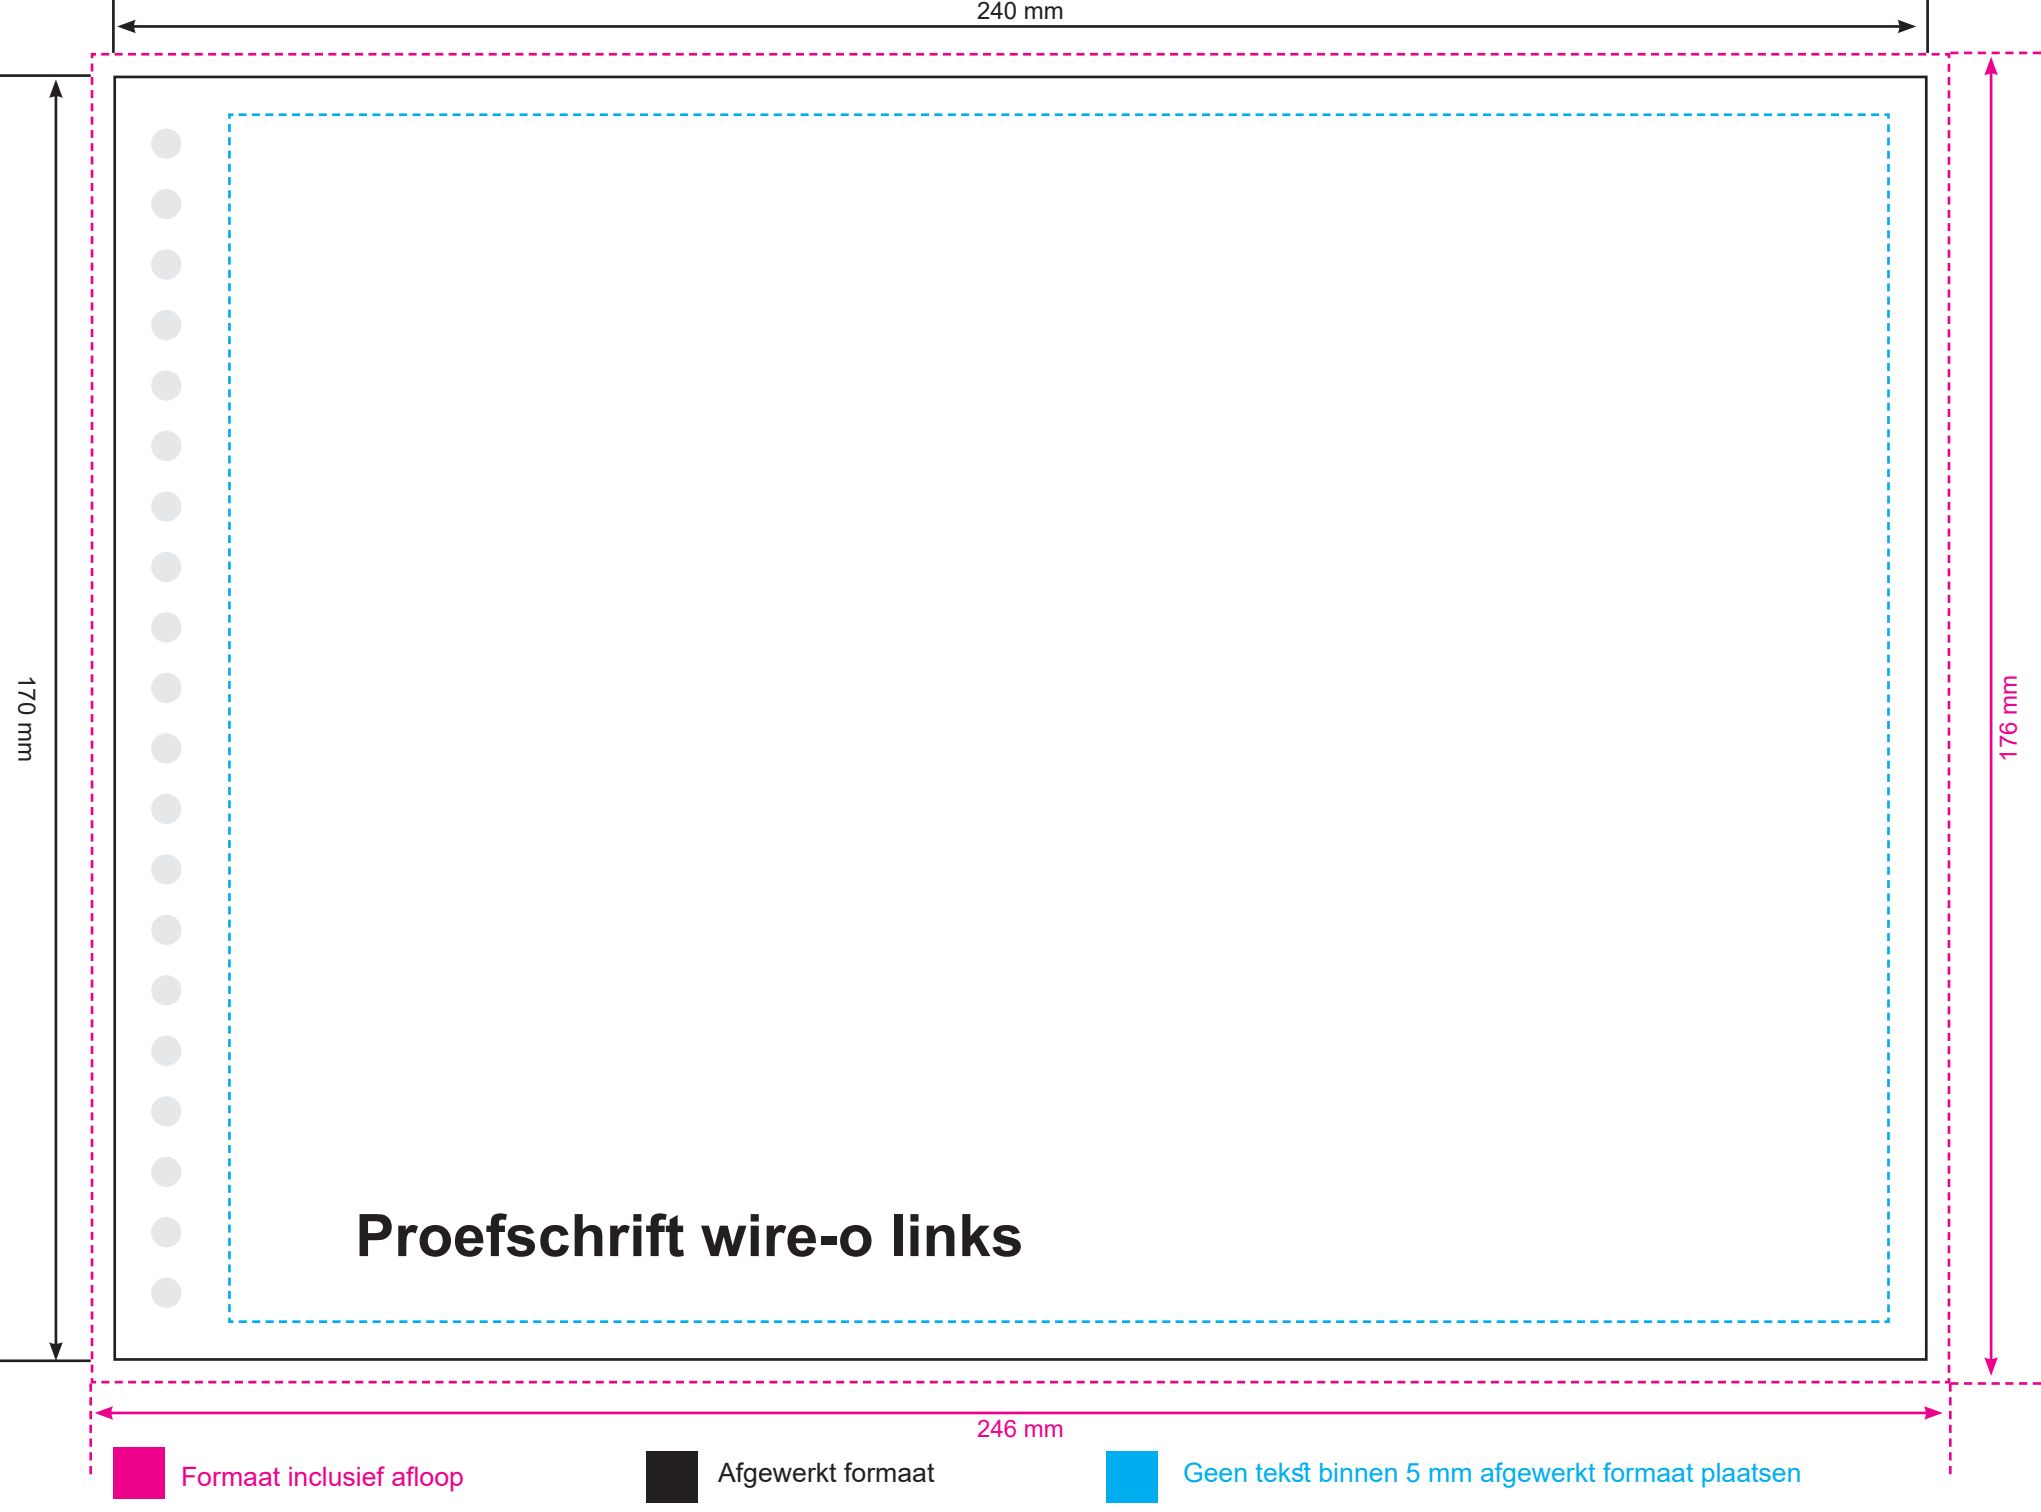 240 mm
170 mm
176 mm
Proefschrift wire-o links
246 mm
Formaat inclusief afloop
Afgewerkt formaat
Geen tekst binnen 5 mm afgewerkt formaat plaatsen